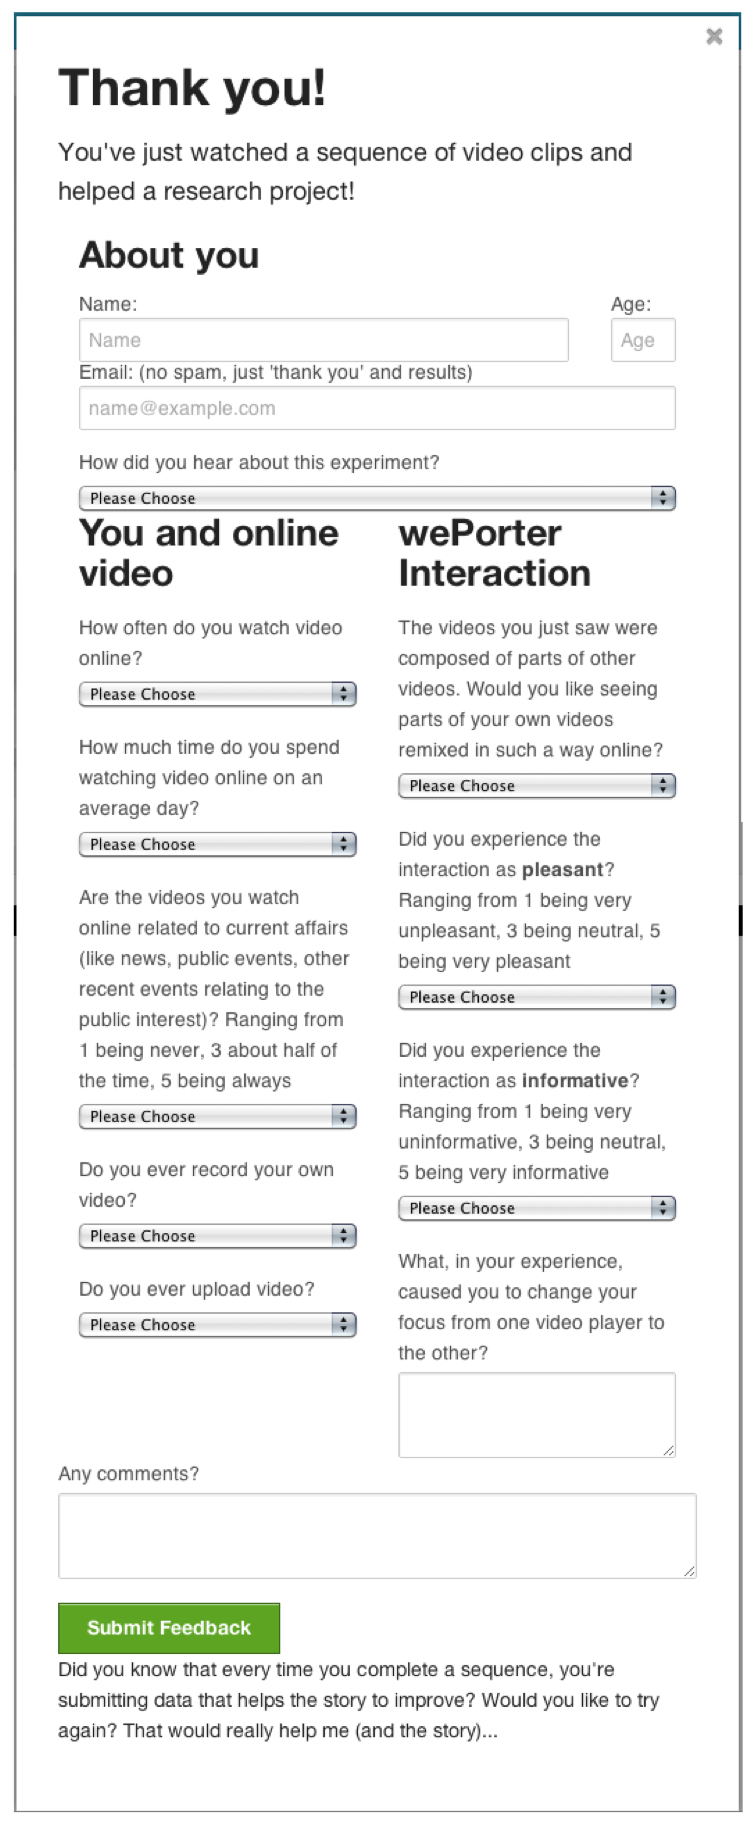 Thank you!
You've just watched a sequence of video clips and
helped a research project!
About you
Name:
Age:
Name
Age
Email: (no spam, just 'thank you' and results)
name@example.com
How did you hear about this experiment?
Please Choose
You and online
video
How often do you watch video
online?
Please Choose
How much time do you spend
watching video online on an
average day?
Please Choose
Are the videos you watch
online related to current affairs
(like news, public events, other
recent events relating to the
public interest)? Ranging from
1 being never, 3 about half of
the time, 5 being always
Please Choose
Do you ever record your own
video?
Please Choose
Do you ever upload video?
Please Choose
wePorter
Interaction
The videos you just saw were
composed of parts of other
videos. Would you like seeing
parts of your own videos
remixed in such a way online?
Please Choose
Did you experience the
interaction as pleasant?
Ranging from 1 being very
unpleasant, 3 being neutral, 5
being very pleasant
Please Choose
Did you experience the
interaction as informative?
Ranging from 1 being very
uninformative, 3 being neutral,
5 being very informative
Please Choose
What, in your experience,
caused you to change your
focus from one video player to
the other?
Any comments?
Submit Feedback
Did you know that every time you complete a sequence, you're
submitting data that helps the story to improve? Would you like to try
again? That would really help me (and the story)...